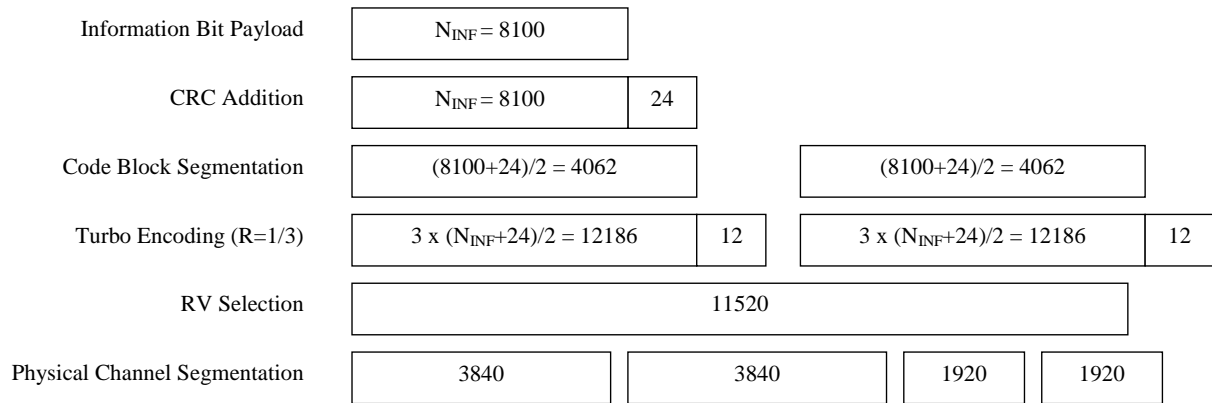 Information Bit Payload N_INF = 8100
CRC Addition N_INF = 8100 24
Code Block Segmentation (8100+24)/2 = 4062 (8100+24)/2 = 4062
Turbo Encoding (R=1/3) 3 x (N_INF+24)/2 = 12186 12 3 x (N_INF+24)/2 = 12186 12
RV Selection 11520
Physical Channel Segmentation 3840 3840 1920 1920